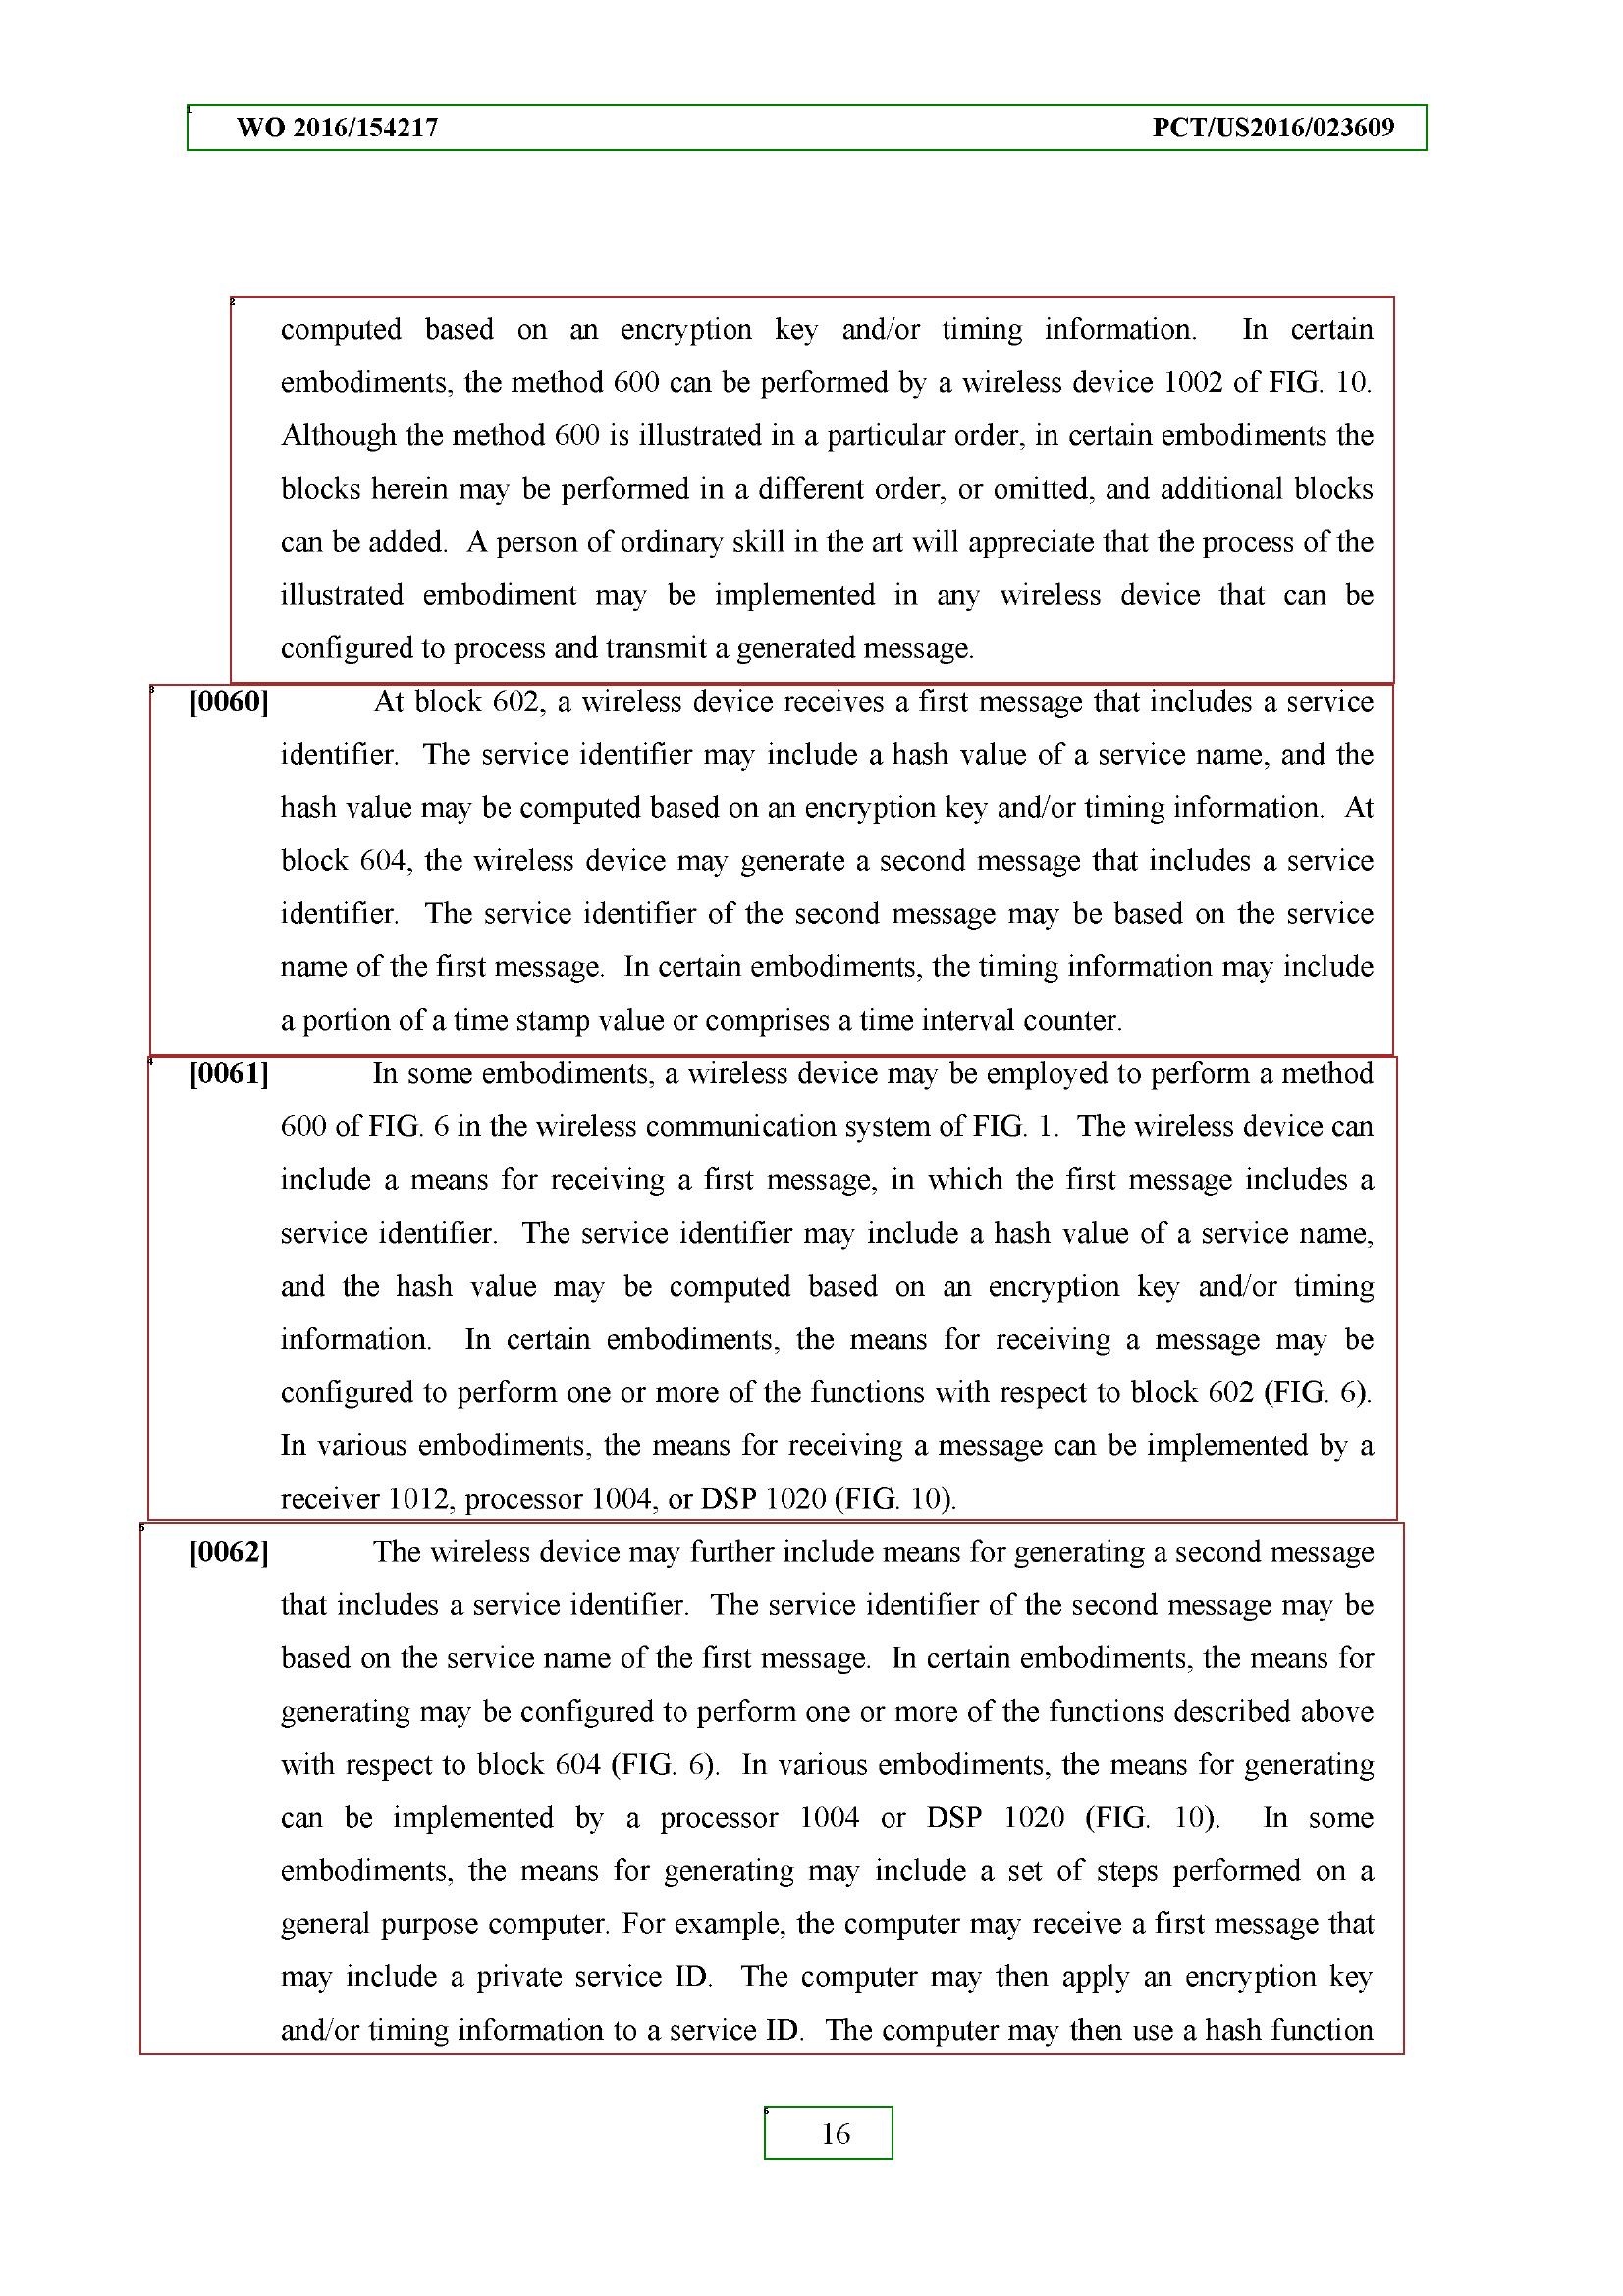 WO 2016/154217 PCT/US2016/023609
computed based on an encryption key and/or timing information. In certain
embodiments, the method 600 can be performed by a wireless device 1002 of FIG. 10.
Although the method 600 is illustrated in a particular order, in certain embodiments the
blocks herein may be performed in a different order, or omitted, and additional blocks
can be added. A person of ordinary skill in the art will appreciate that the process of the
illustrated embodiment may be implemented in any wireless device that can be
configured to process and transmit a generated message.
[0060] At block 602, a wireless device receives a first message that includes a service
identifier. The service identifier may include a hash value of a service name, and the
hash value may be computed based on an encryption key and/or timing information. At
block 604, the wireless device may generate a second message that includes a service
identifier. The service identifier of the second message may be based on the service
name of the first message. In certain embodiments, the timing information may include
a portion of a time stamp value or comprises a time interval counter.
[0061] In some embodiments, a wireless device may be employed to perform a method
600 of FIG. 6 in the wireless communication system of FIG. 1. The wireless device can
include a means for receiving a first message, in which the first message includes a
service identifier. The service identifier may include a hash value of a service name,
and the hash value may be computed based on an encryption key and/or timing
information. In certain embodiments, the means for receiving a message may be
configured to perform one or more of the functions with respect to block 602 (FIG. 6).
In various embodiments, the means for receiving a message can be implemented by a
receiver 1012, processor 1004, or DSP 1020 (FIG. 10).
[0062] The wireless device may further include means for generating a second message
that includes a service identifier. The service identifier of the second message may be
based on the service name of the first message. In certain embodiments, the means for
generating may be configured to perform one or more of the functions described above
with respect to block 604 (FIG. 6). In various embodiments, the means for generating
can be implemented by a processor 1004 or DSP 1020 (FIG. 10). In some
embodiments, the means for generating may include a set of steps performed on a
general purpose computer. For example, the computer may receive a first message that
may include a private service ID. The computer may then apply an encryption key
and/or timing information to a service ID. The computer may then use a hash function
16